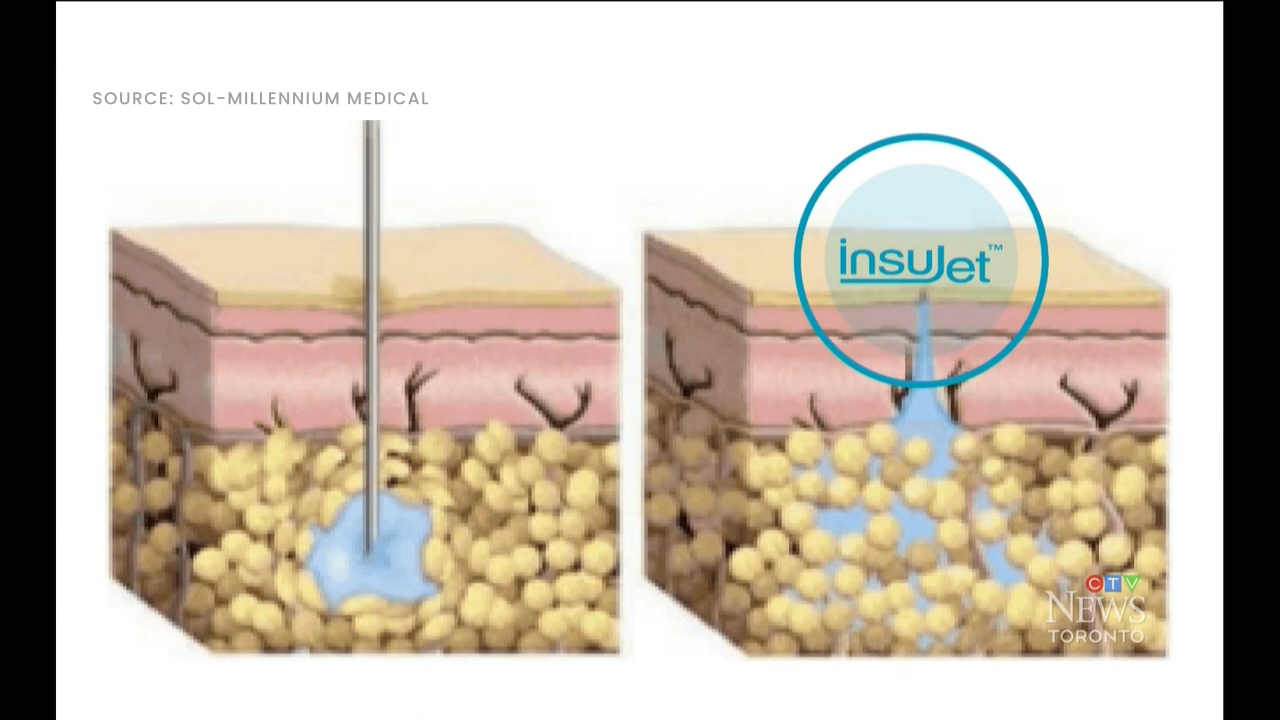 SOURCE: SOL-MILLENNIUM MEDICAL
insuJet™
CTV
NEWS
TORONTO